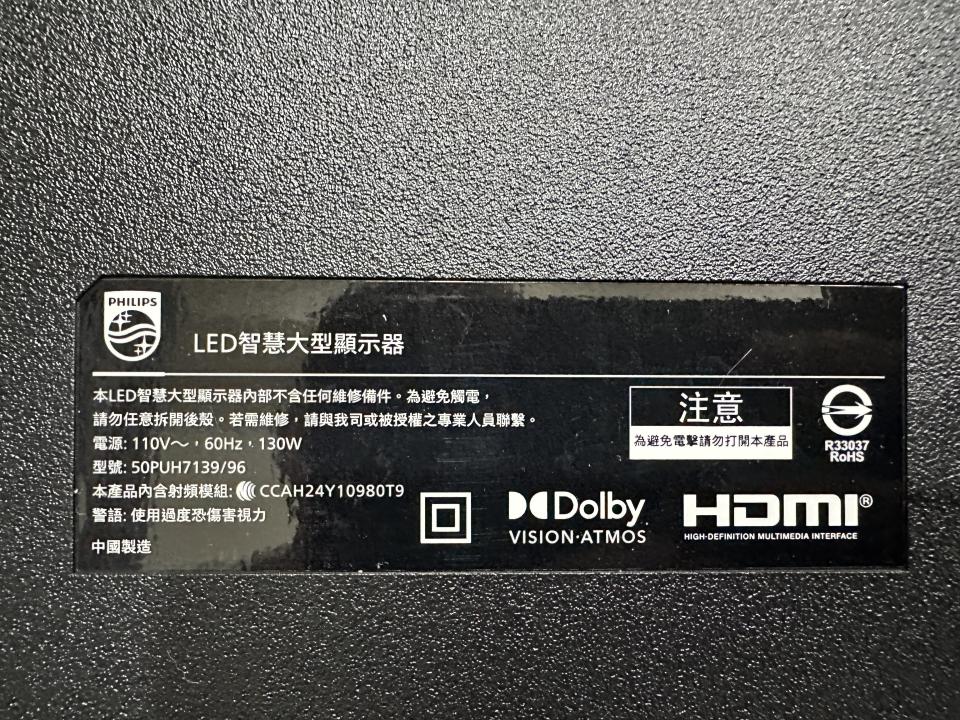 PHILIPS
LED智慧大型顯示器
本LED智慧大型顯示器內部不含任何維修備件。為避免觸電，
請勿任意拆開後殼。若需維修，請與我司或被授權之專業人員聯繫。
電源: 110V～，60Hz，130W
型號: 50PUH7139/96
本產品內含射頻模組: CCAH24Y10980T9
警語: 使用過度恐傷害視力
中國製造
注意
為避免電擊請勿打開本產品
R33037
RoHS
Dolby
VISION·ATMOS
HDMI®
HIGH-DEFINITION MULTIMEDIA INTERFACE